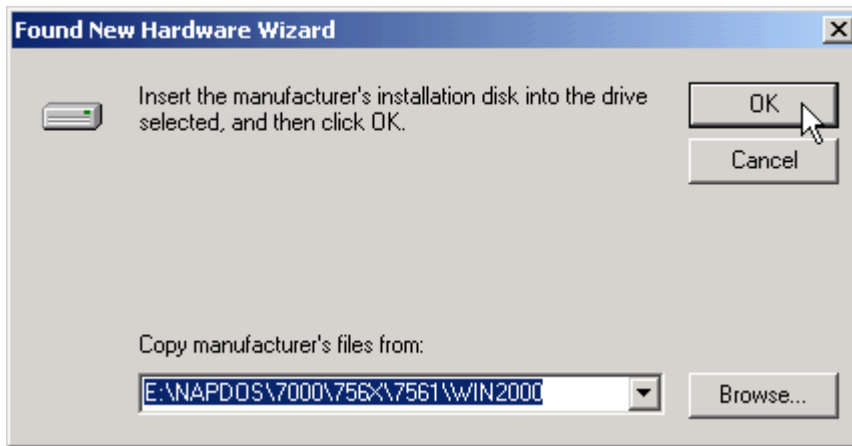 Found New Hardware Wizard
Insert the manufacturer's installation disk into the drive
selected, and then click OK.
OK
Cancel
Copy manufacturer's files from:
E:\NAPDOS\7000\756X\7561\WIN2000
Browse...